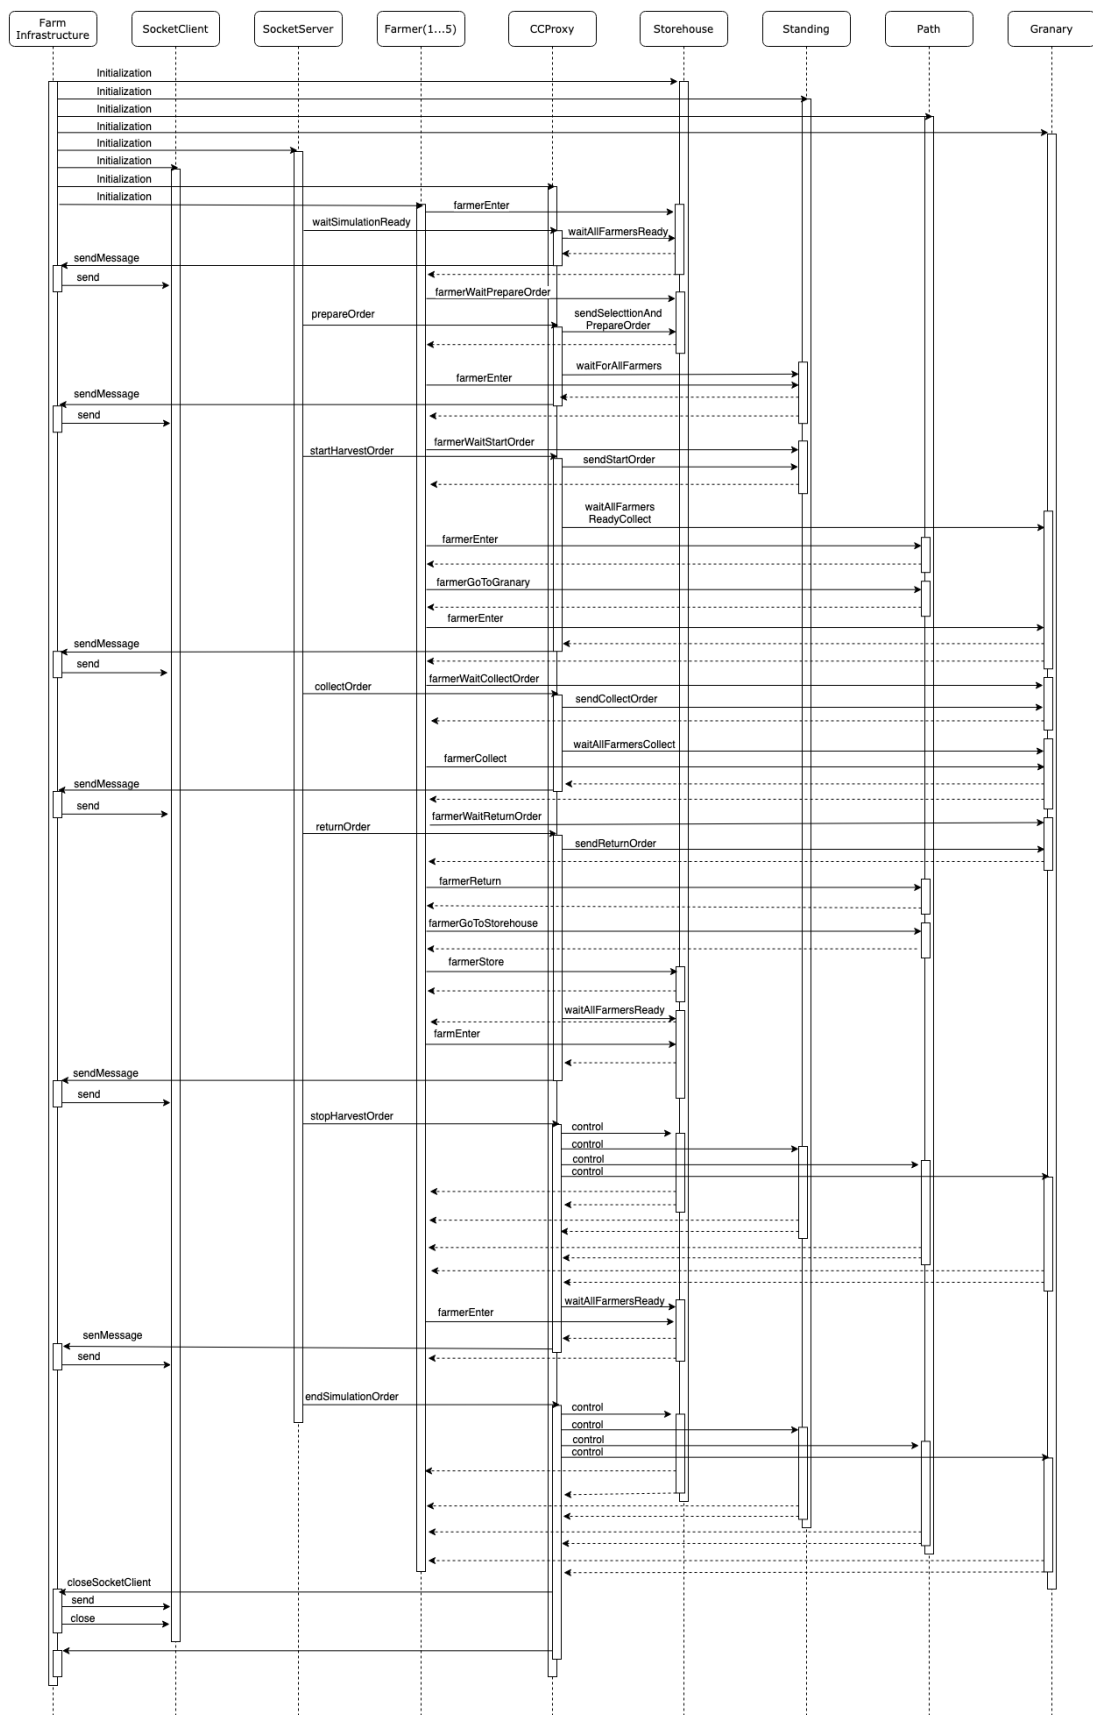 Farm
Infrastructure
SocketClient
SocketServer
Farmer(1...5)
CCProxy
Storehouse
Standing
Path
Granary
Initialization
Initialization
Initialization
Initialization
Initialization
Initialization
Initialization
Initialization
farmerEnter
waitSimulationReady
waitAllFarmersReady
sendMessage
send
farmerWaitPrepareOrder
prepareOrder
sendSelecttionAnd
PrepareOrder
waitForAllFarmers
farmerEnter
sendMessage
send
farmerWaitStartOrder
startHarvestOrder
sendStartOrder
waitAllFarmers
ReadyCollect
farmerEnter
farmerGoToGranary
farmerEnter
sendMessage
send
farmerWaitCollectOrder
collectOrder
sendCollectOrder
waitAllFarmersCollect
farmerCollect
sendMessage
send
farmerWaitReturnOrder
returnOrder
sendReturnOrder
farmerReturn
farmerGoToStorehouse
farmerStore
waitAllFarmersReady
farmEnter
sendMessage
send
stopHarvestOrder
control
control
control
control
waitAllFarmersReady
farmerEnter
senMessage
send
endSimulationOrder
control
control
control
control
closeSocketClient
send
close